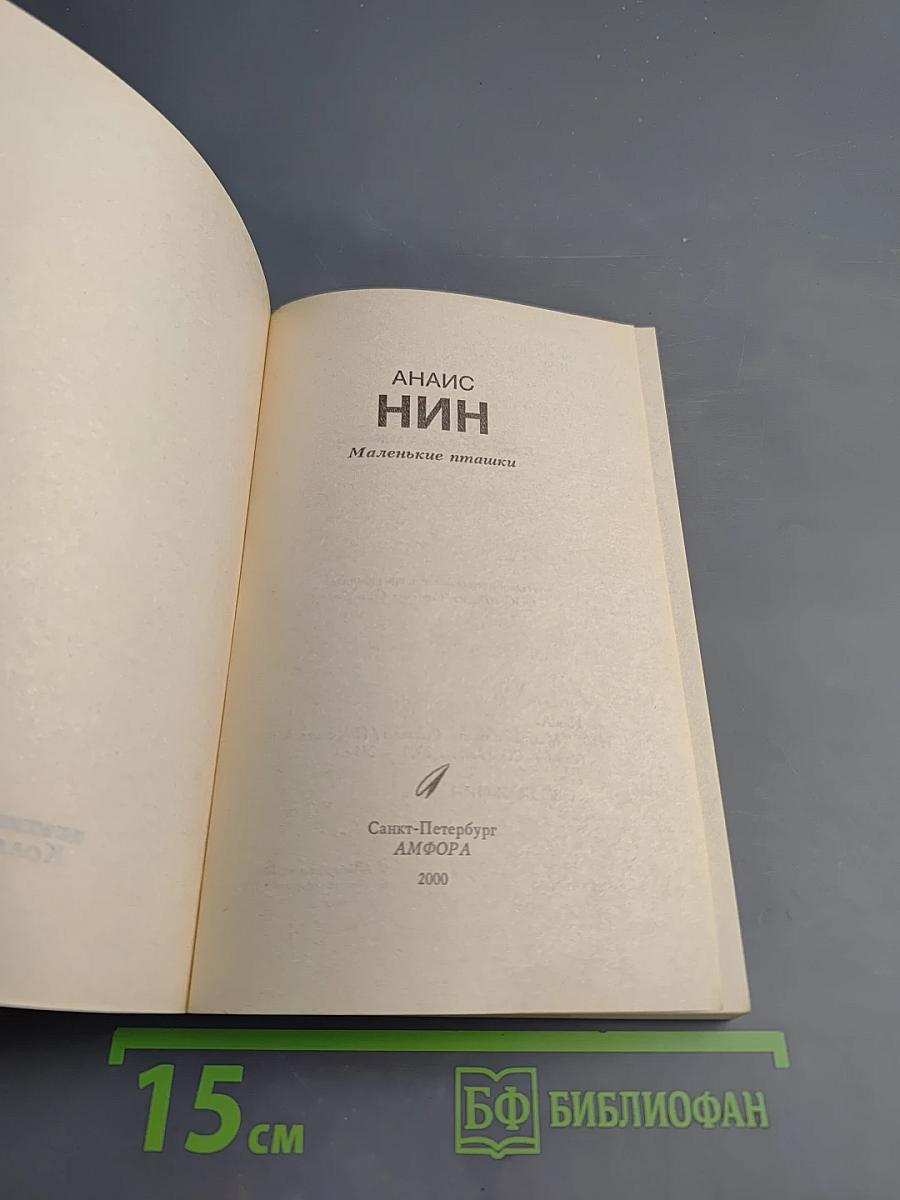 АНАИС
НИН
Маленькие пташки
Санкт-Петербург
АМФОРА
2000
15 см
БФ БИБЛИОФАН